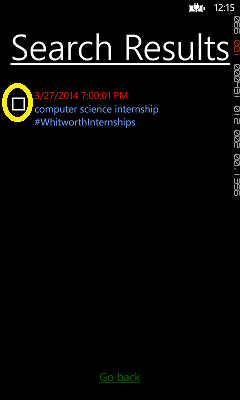 12:15
Search Results
3/27/2014 7:00:01 PM
computer science internship
#WhitworthInternships
Go back